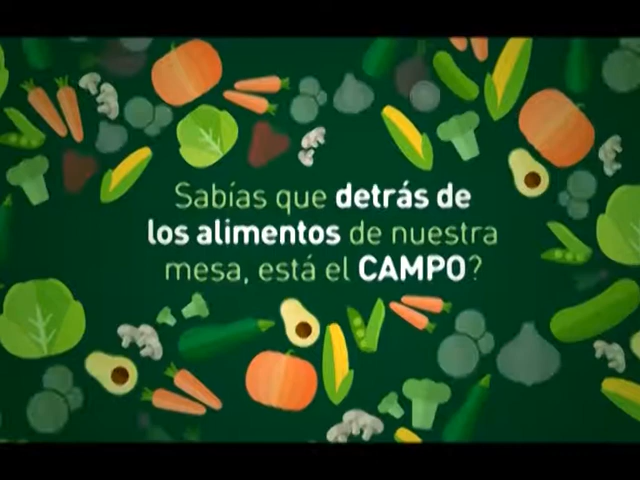 Sabías que detrás de
los alimentos de nuestra
mesa, está el CAMPO?